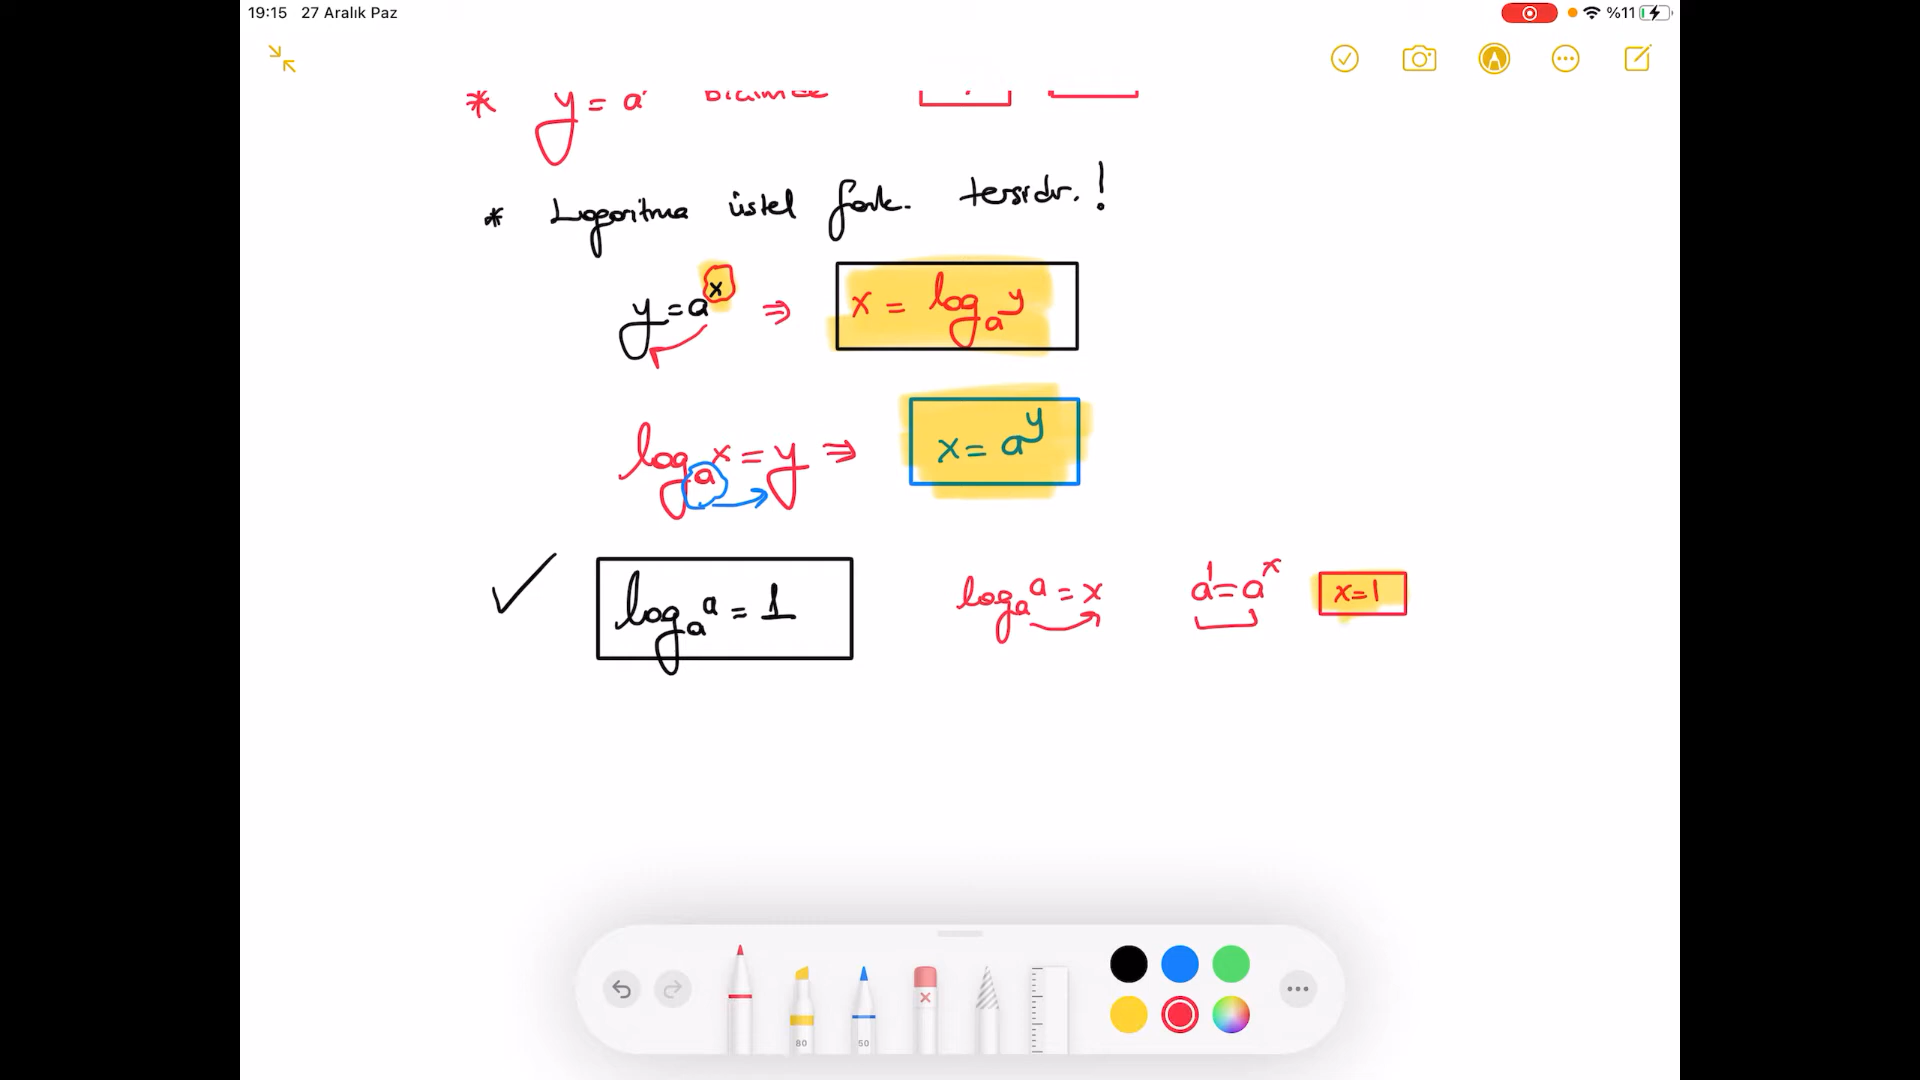 19:15 27 Aralık Paz %11
* y = a
* Logaritma üstel fonk. tersidir.!
y = a^x ⇒ x = log_a y
log_a x = y ⇒ x = a^y
✓ log_a a = 1 log_a a = x a^1 = a^x x=1
80 50